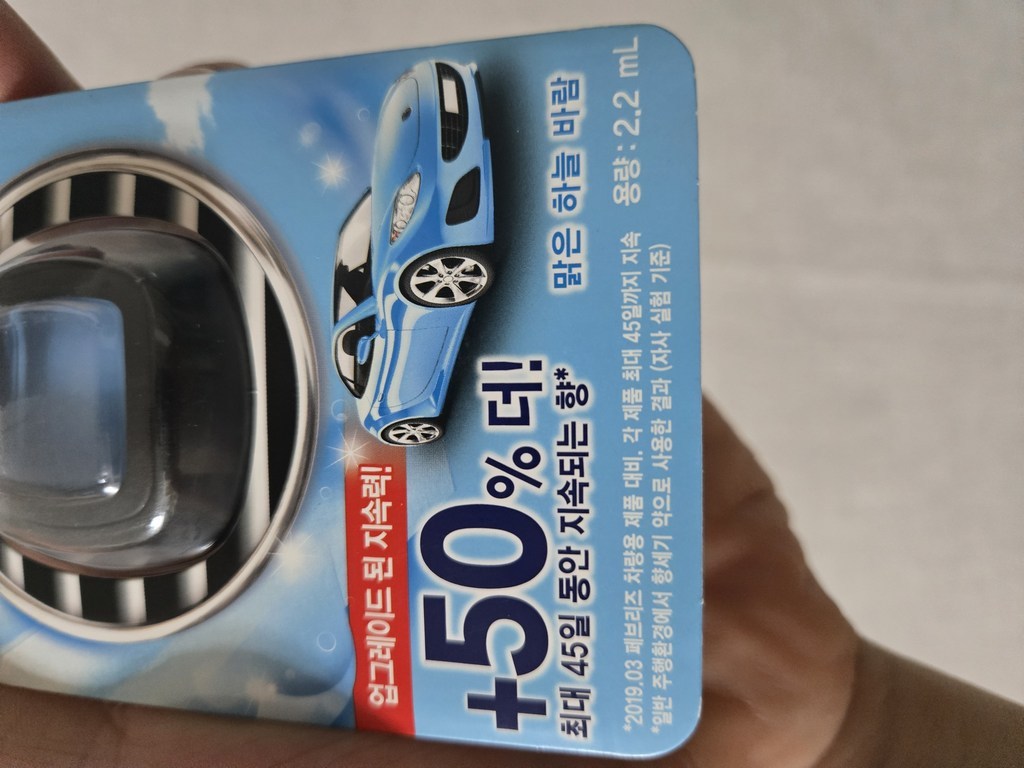 업그레이드 된 지속력!
+50% 더!
최대 45일 동안 지속되는 향*
맑은 하늘 바람
*2019.03 페브리즈 차량용 제품 대비, 각 제품 최대 45일까지 지속
*일반 주행환경에서 향세기 약으로 사용한 결과 (자사 실험 기준)
용량 : 2.2 mL